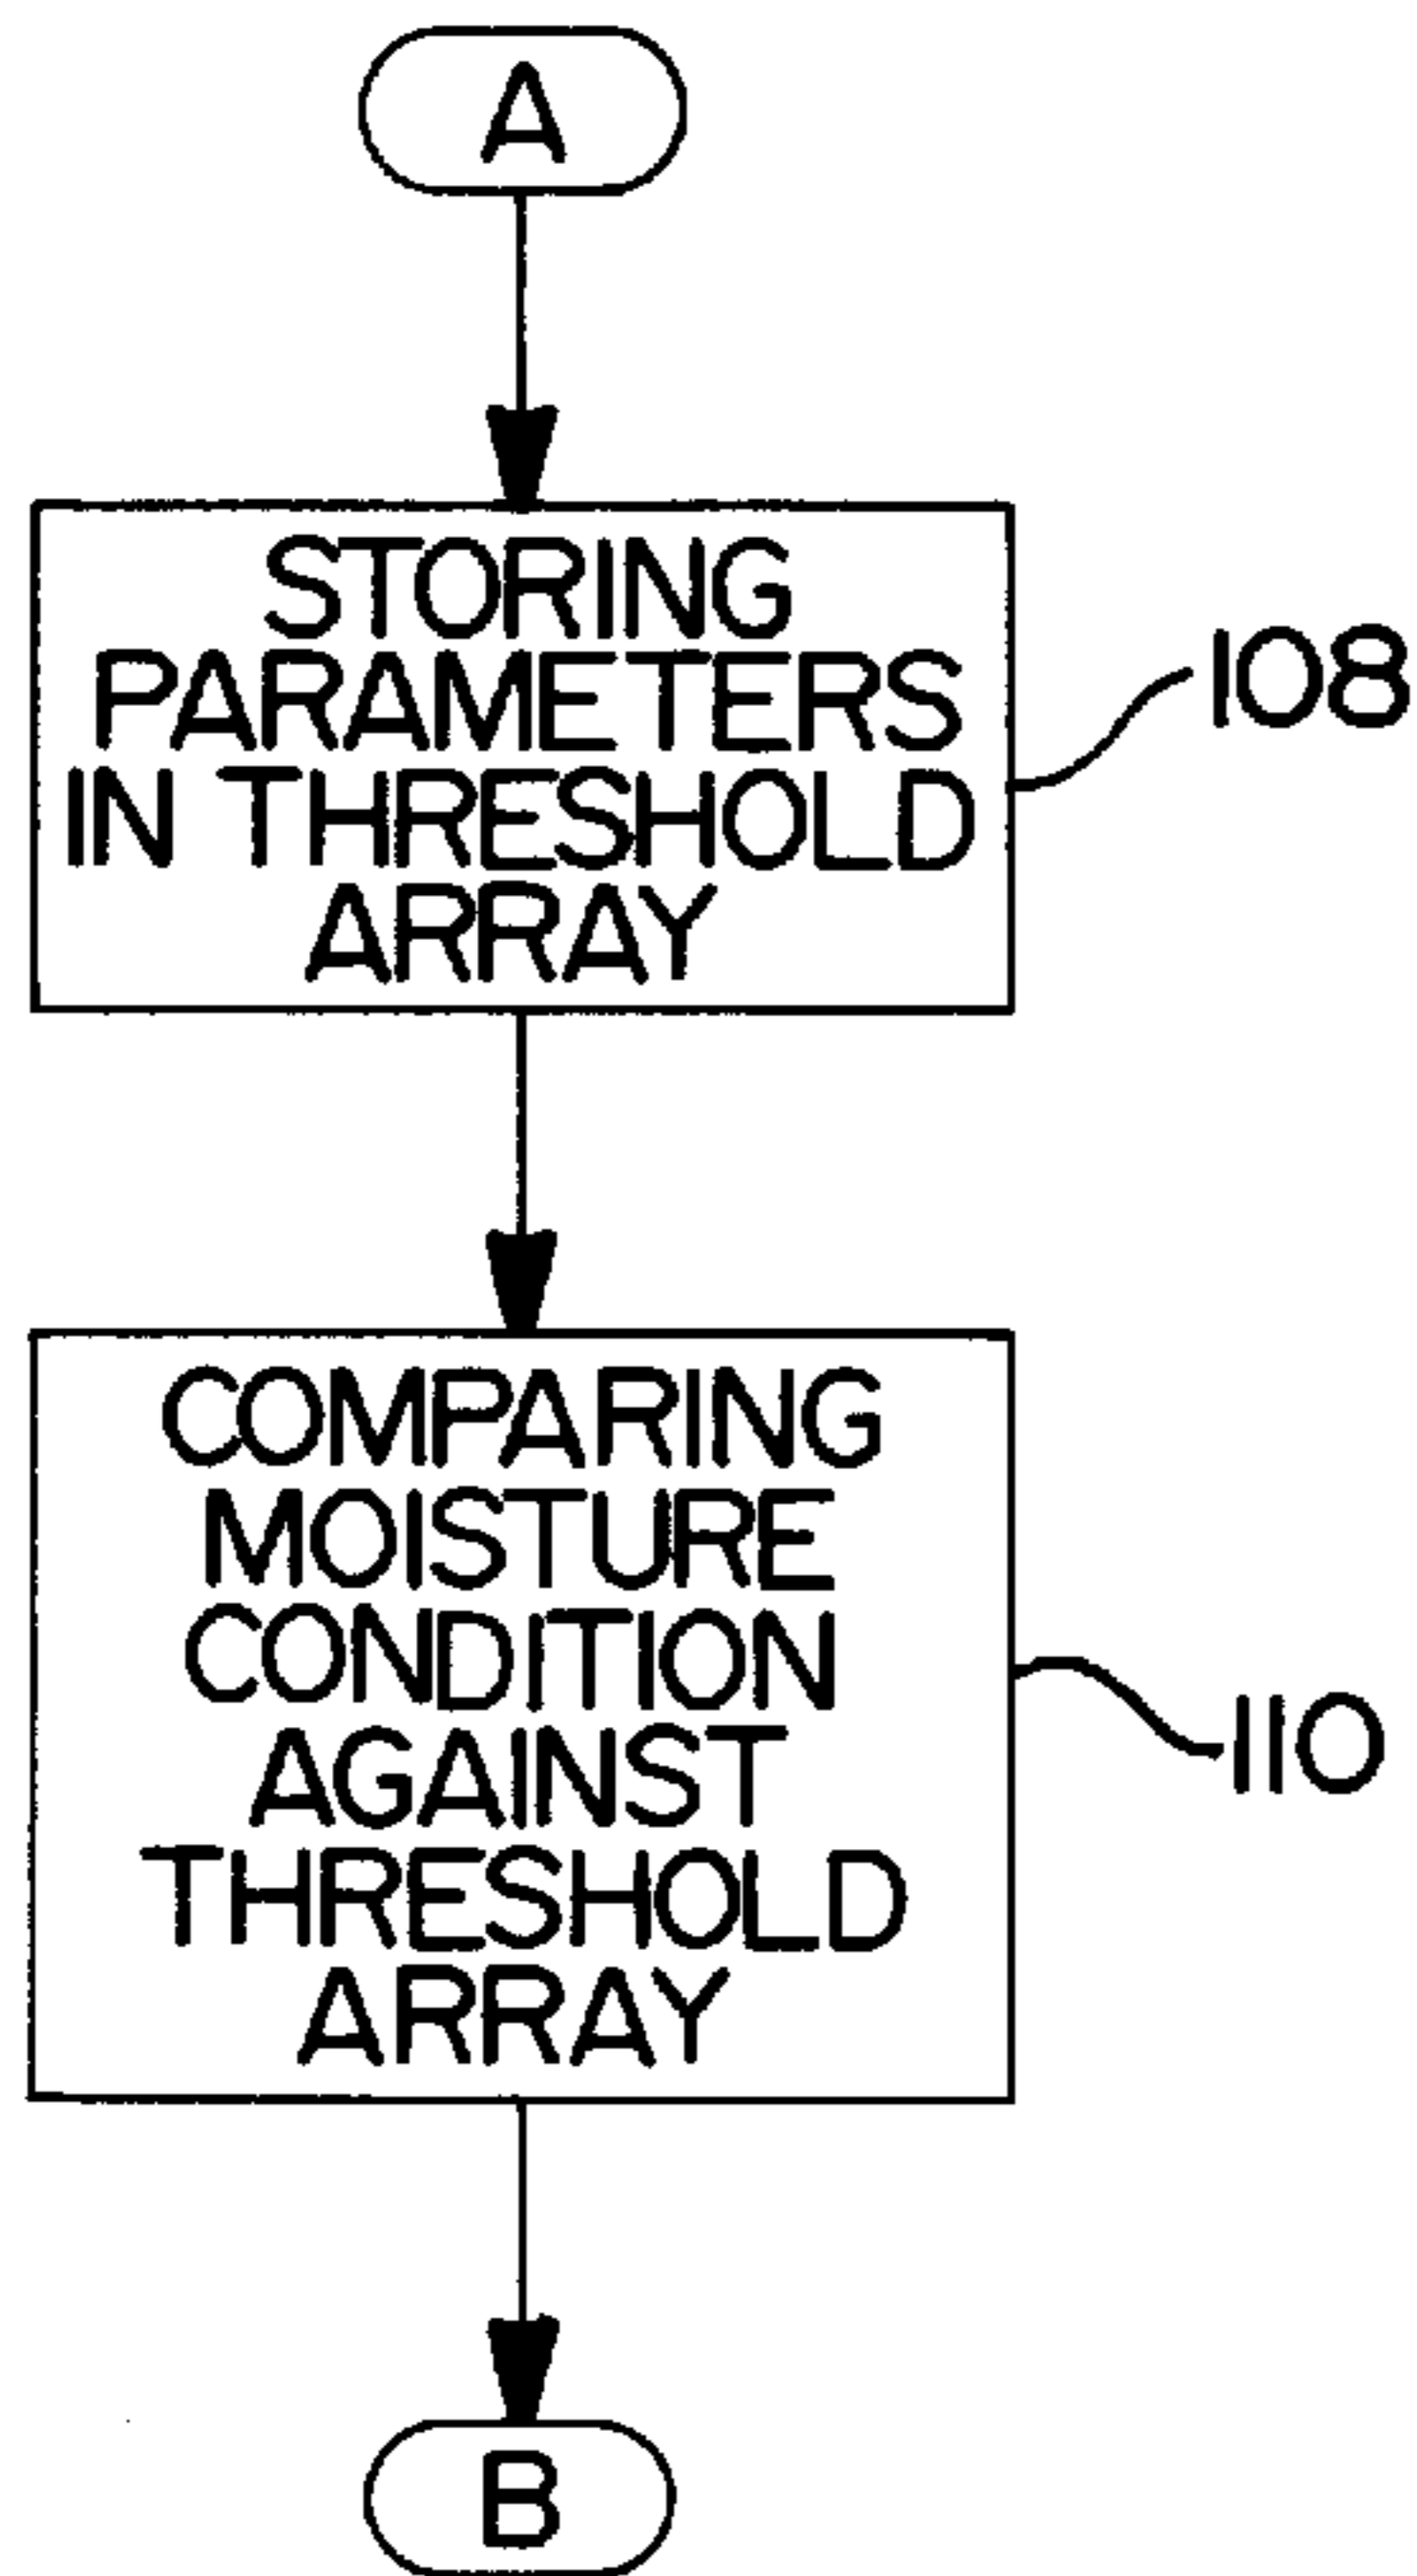 A
STORING
PARAMETERS
IN THRESHOLD
ARRAY
108
COMPARING
MOISTURE
CONDITION
AGAINST
THRESHOLD
ARRAY
110
B